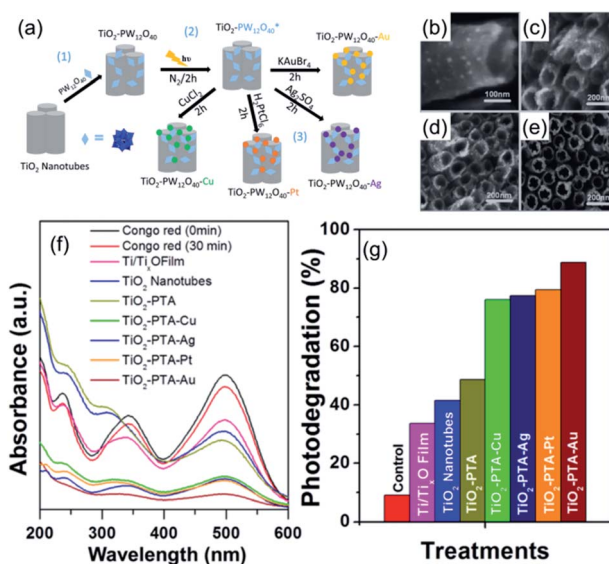 (a)
TiO2-PW12O40
(2)
TiO2-PW12O40*
TiO2-PW12O40-Au
(1)
PW12O40
hν
N2/2h
KAuBr4
2h
CuCl2
2h
H2PtCl6
2h
Ag2SO4
2h
(3)
TiO2 Nanotubes
=
TiO2-PW12O40-Cu
TiO2-PW12O40-Pt
TiO2-PW12O40-Ag
(b)
100nm
(c)
200nm
(d)
200nm
(e)
200nm
(f)
Congo red (0min)
Congo red (30 min)
Ti/TixOFilm
TiO2 Nanotubes
TiO2-PTA
TiO2-PTA-Cu
TiO2-PTA-Ag
TiO2-PTA-Pt
TiO2-PTA-Au
Absorbance (a.u.)
200 300 400 500 600
Wavelength (nm)
(g)
Photodegradation (%)
100
80
60
40
20
0
Control
Ti/TixO Film
TiO2 Nanotubes
TiO2-PTA
TiO2-PTA-Cu
TiO2-PTA-Ag
TiO2-PTA-Pt
TiO2-PTA-Au
Treatments